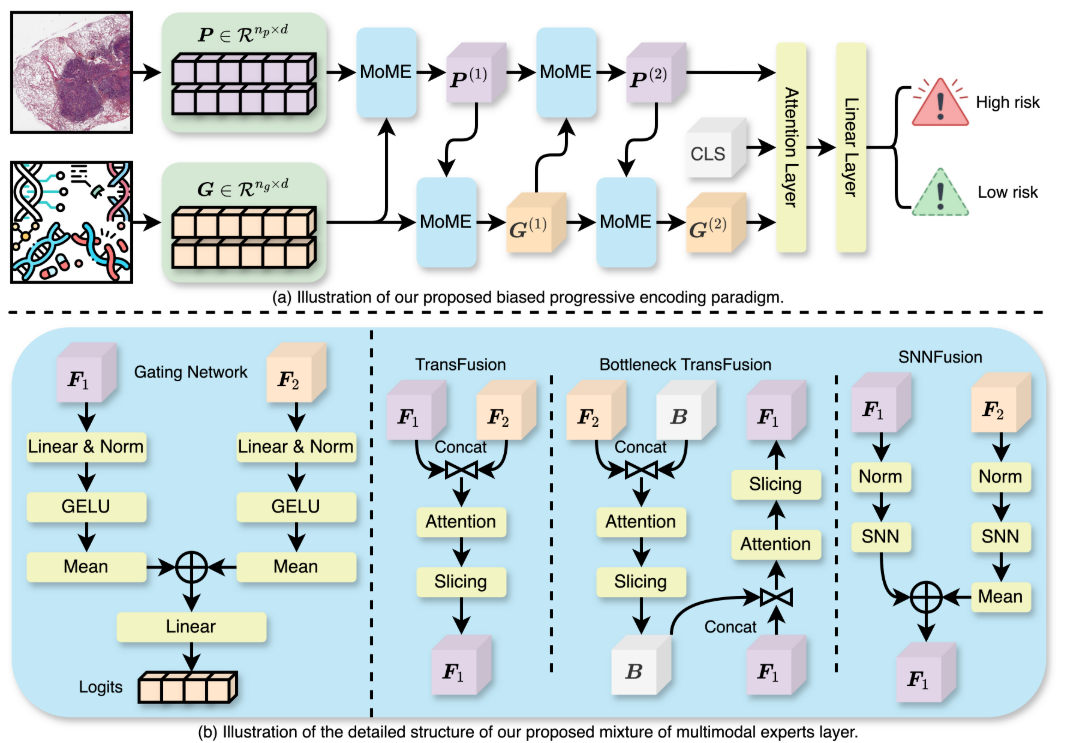 P ∈ R^{n_p×d}
MoME
P^{(1)}
MoME
P^{(2)}
CLS
Attention Layer
Linear Layer
High risk
Low risk
G ∈ R^{n_g×d}
MoME
G^{(1)}
MoME
G^{(2)}
(a) Illustration of our proposed biased progressive encoding paradigm.
F_1
Gating Network
F_2
Linear & Norm
Linear & Norm
GELU
GELU
Mean
Mean
Linear
Logits
TransFusion
F_1
F_2
Concat
Attention
Slicing
F_1
Bottleneck TransFusion
F_2
B
Concat
Attention
Slicing
B
F_1
Slicing
Attention
Concat
F_1
SNNFusion
F_1
F_2
Norm
Norm
SNN
SNN
Mean
F_1
(b) Illustration of the detailed structure of our proposed mixture of multimodal experts layer.